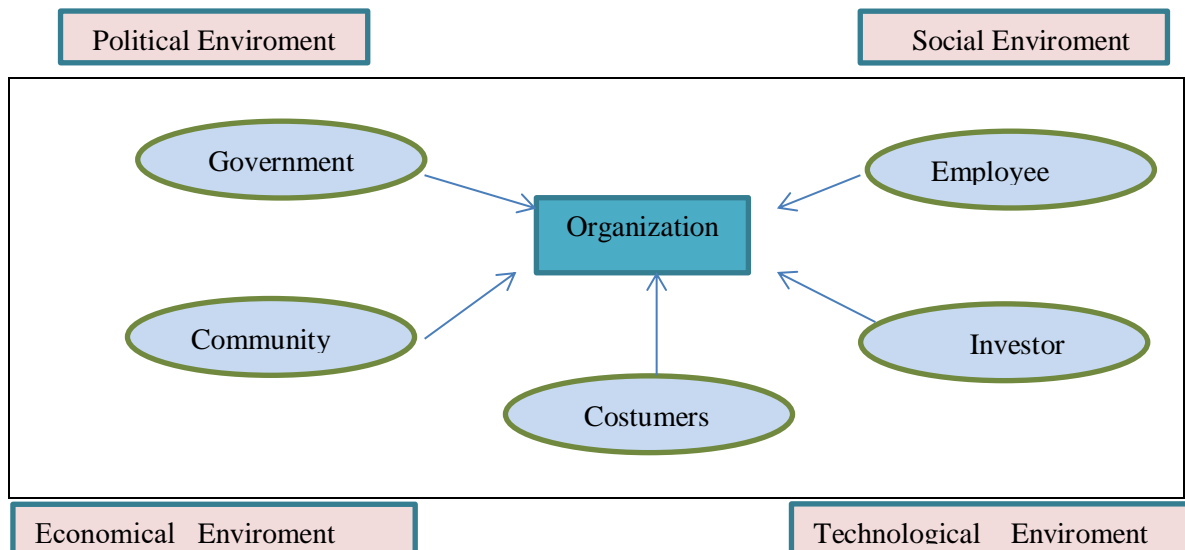 Political Enviroment
Social Enviroment
Government
Employee
Organization
Community
Investor
Costumers
Economical Enviroment
Technological Enviroment